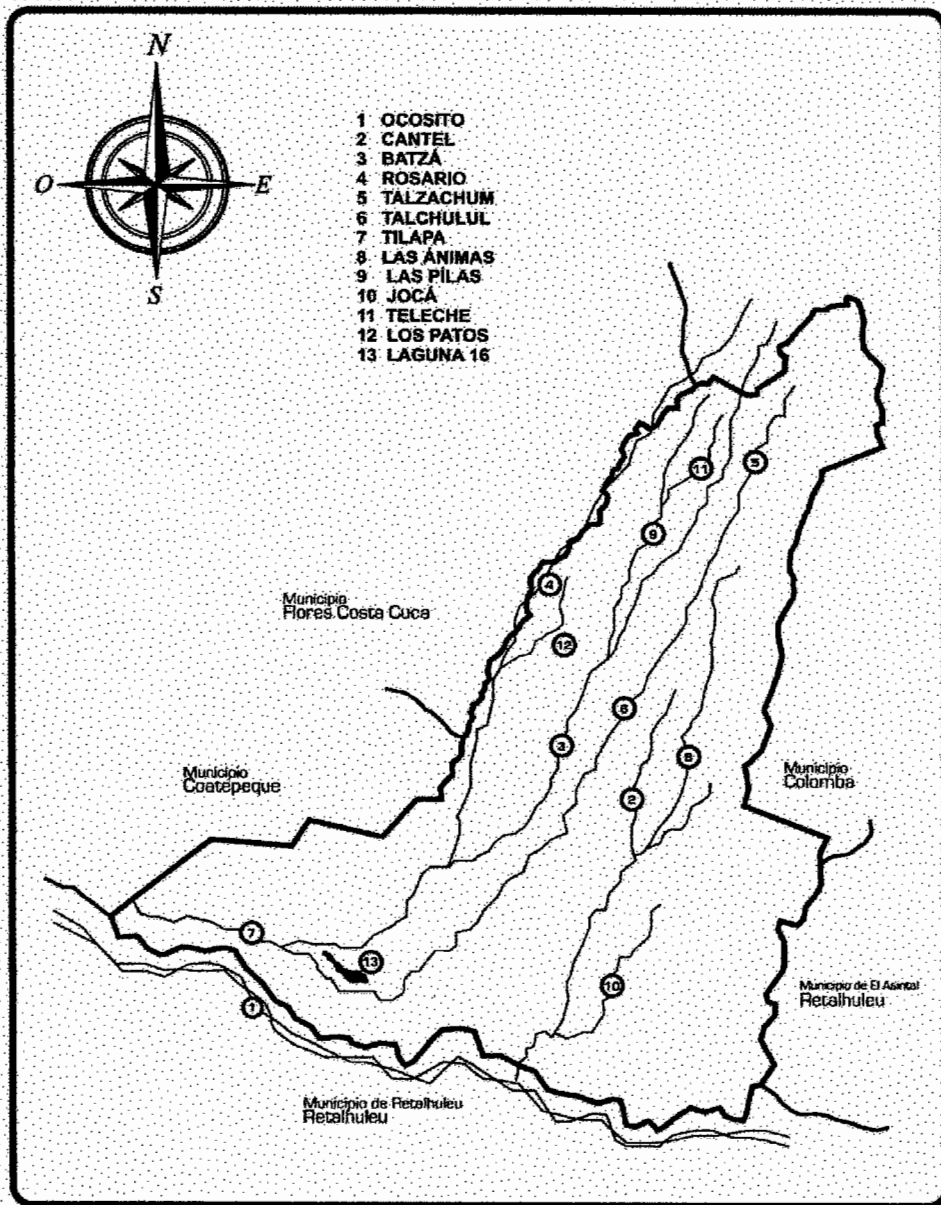 N
O
E
S
1 OCOSITO
2 CANTEL
3 BATZÁ
4 ROSARIO
5 TALZACHUM
6 TALCHULUL
7 TILAPA
8 LAS ÁNIMAS
9 LAS PILAS
10 JOCÁ
11 TELECHE
12 LOS PATOS
13 LAGUNA 16
11
5
9
4
Municipio
Flores Costa Cuca
12
6
3
8
Municipio
Coatepeque
Municipio
Colomba
2
7
13
10
Municipio de El Asintal
Retalhuleu
1
Municipio de Retalhuleu
Retalhuleu